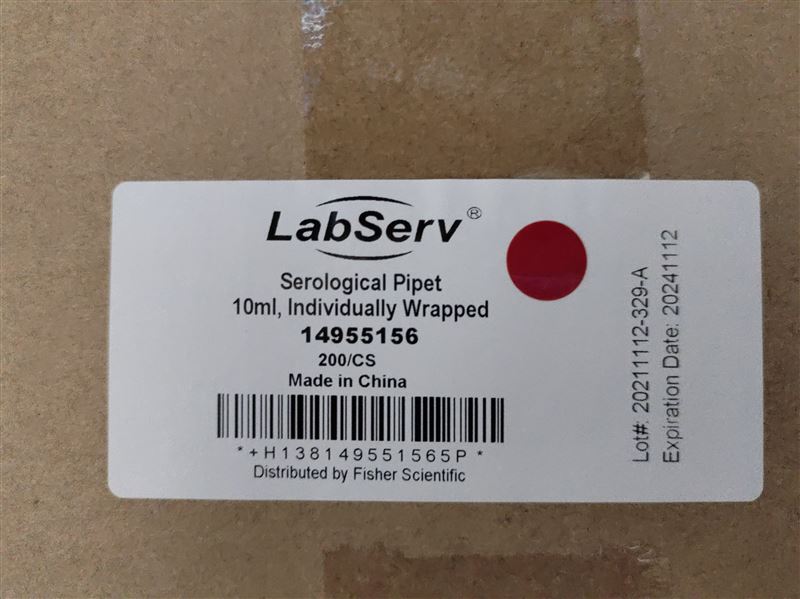 LabServ®
Serological Pipet
10ml, Individually Wrapped
14955156
200/CS
Made in China
*+H138149551565P*
Distributed by Fisher Scientific
Lot#: 20211112-329-A
Expiration Date: 20241112